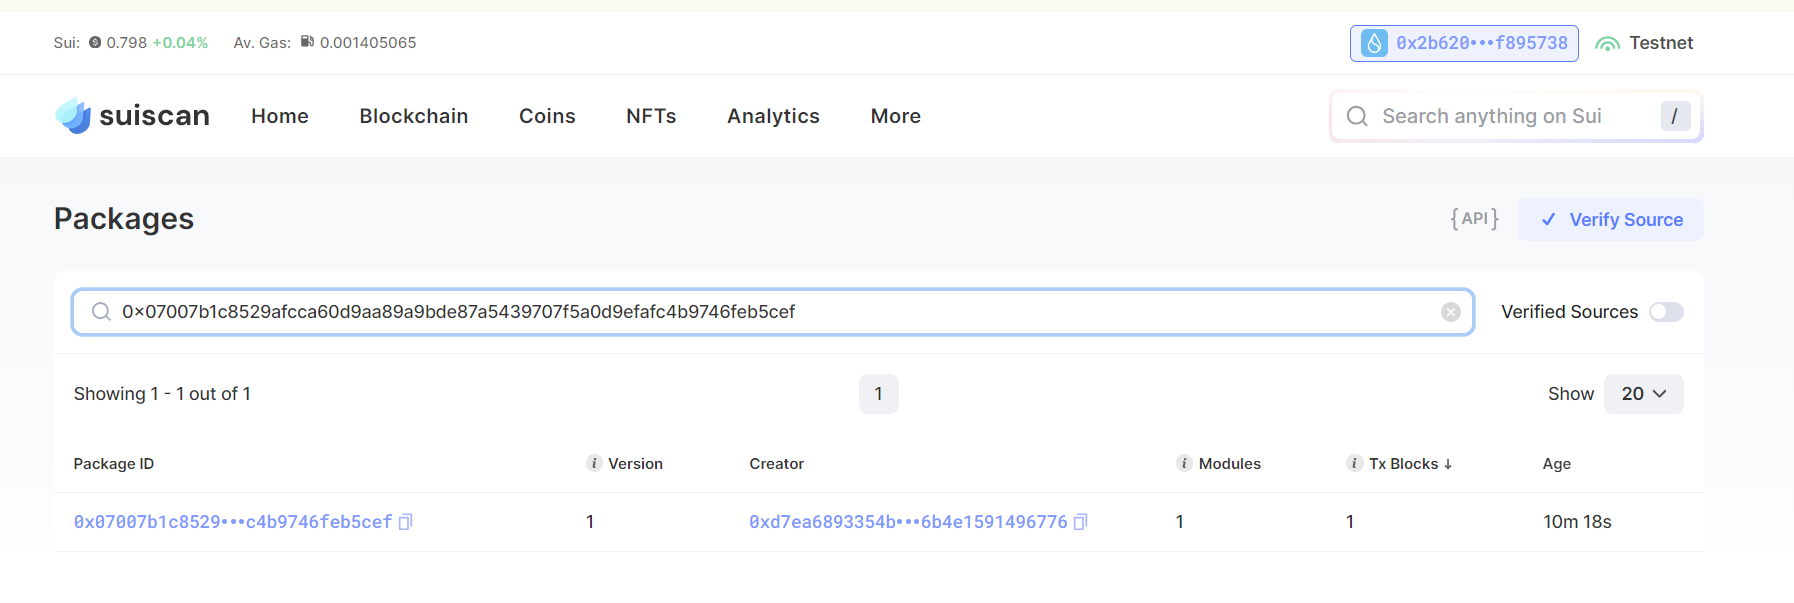 Sui: 0.798 +0.04% Av. Gas: 0.001405065
0x2b620•••f895738 Testnet
suiscan Home Blockchain Coins NFTs Analytics More
Search anything on Sui /
Packages
{API} Verify Source
0×07007b1c8529afcca60d9aa89a9bde87a5439707f5a0d9efafc4b9746feb5cef
Verified Sources
Showing 1 - 1 out of 1
1
Show 20
Package ID Version Creator Modules Tx Blocks ↓ Age
0x07007b1c8529•••c4b9746feb5cef 1 0xd7ea6893354b•••6b4e1591496776 1 1 10m 18s